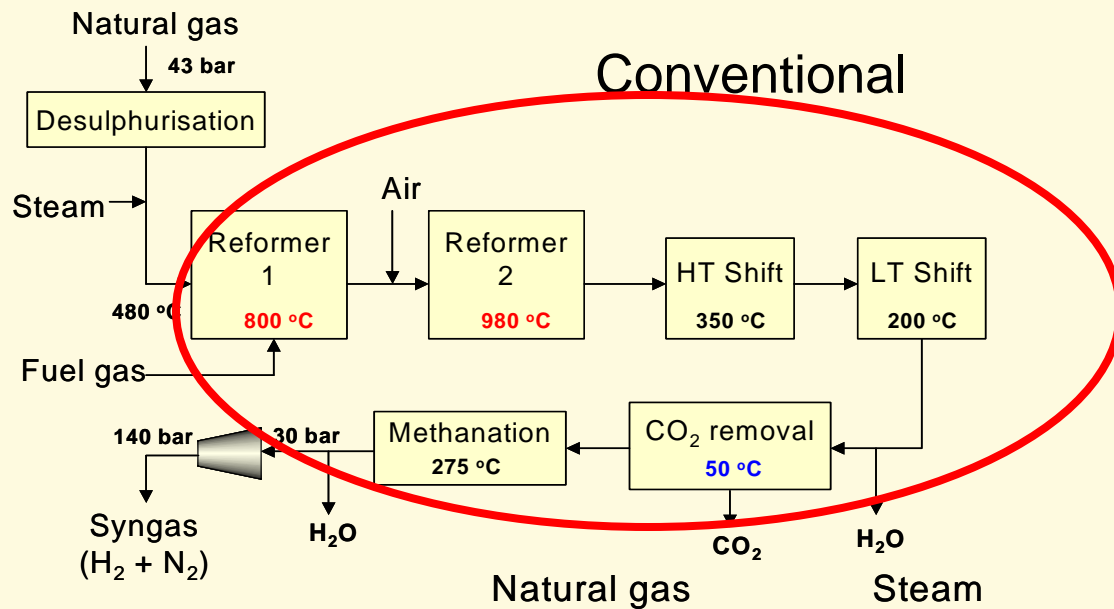 Natural gas
43 bar
Conventional
Desulphurisation
Steam
Air
Reformer
1
800 °C
Reformer
2
980 °C
HT Shift
350 °C
LT Shift
200 °C
480 °C
Fuel gas
140 bar
30 bar
Methanation
275 °C
CO₂ removal
50 °C
Syngas
(H₂ + N₂)
H₂O
CO₂
H₂O
Natural gas
Steam